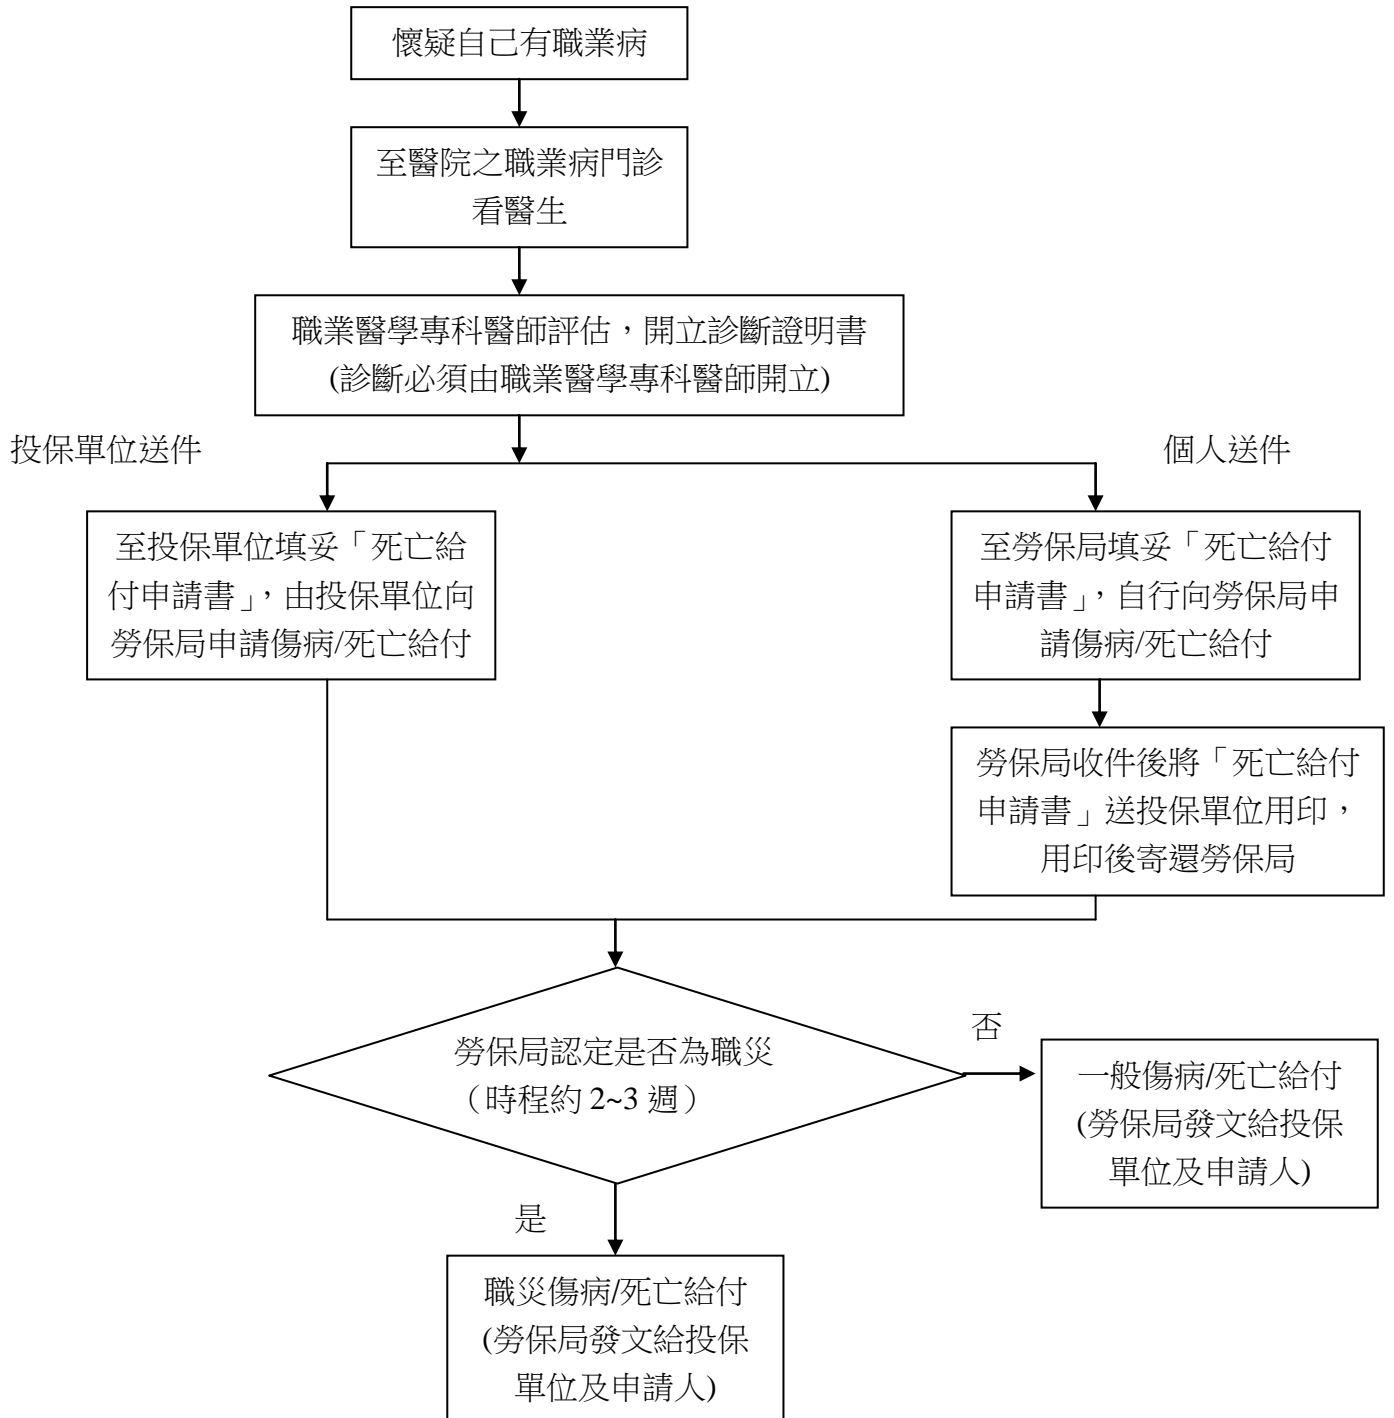 懷疑自己有職業病
至醫院之職業病門診
看醫生
職業醫學專科醫師評估，開立診斷證明書
(診斷必須由職業醫學專科醫師開立)
投保單位送件
個人送件
至投保單位填妥「死亡給
付申請書」，由投保單位向
勞保局申請傷病/死亡給付
至勞保局填妥「死亡給付
申請書」，自行向勞保局申
請傷病/死亡給付
勞保局收件後將「死亡給付
申請書」送投保單位用印，
用印後寄還勞保局
勞保局認定是否為職災
（時程約 2~3 週）
否
一般傷病/死亡給付
(勞保局發文給投保
單位及申請人)
是
職災傷病/死亡給付
(勞保局發文給投保
單位及申請人)